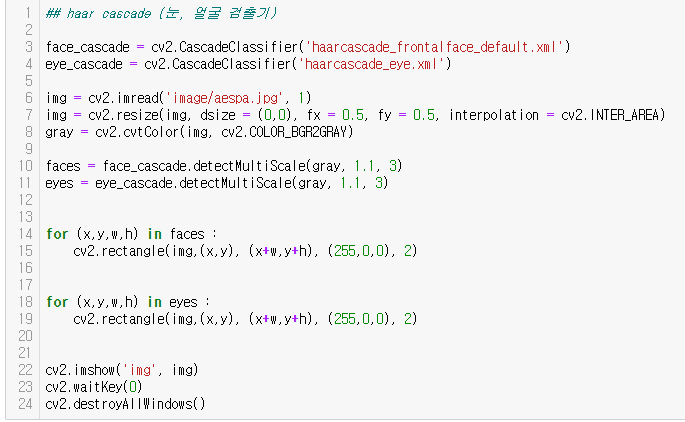 1 ## haar cascade (눈, 얼굴 검출기)
2
3 face_cascade = cv2.CascadeClassifier('haarcascade_frontalface_default.xml')
4 eye_cascade = cv2.CascadeClassifier('haarcascade_eye.xml')
5
6 img = cv2.imread('image/aespa.jpg', 1)
7 img = cv2.resize(img, dsize = (0,0), fx = 0.5, fy = 0.5, interpolation = cv2.INTER_AREA)
8 gray = cv2.cvtColor(img, cv2.COLOR_BGR2GRAY)
9
10 faces = face_cascade.detectMultiScale(gray, 1.1, 3)
11 eyes = eye_cascade.detectMultiScale(gray, 1.1, 3)
12
13
14 for (x,y,w,h) in faces :
15     cv2.rectangle(img,(x,y), (x+w,y+h), (255,0,0), 2)
16
17
18 for (x,y,w,h) in eyes :
19     cv2.rectangle(img,(x,y), (x+w,y+h), (255,0,0), 2)
20
21
22 cv2.imshow('img', img)
23 cv2.waitKey(0)
24 cv2.destroyAllWindows()